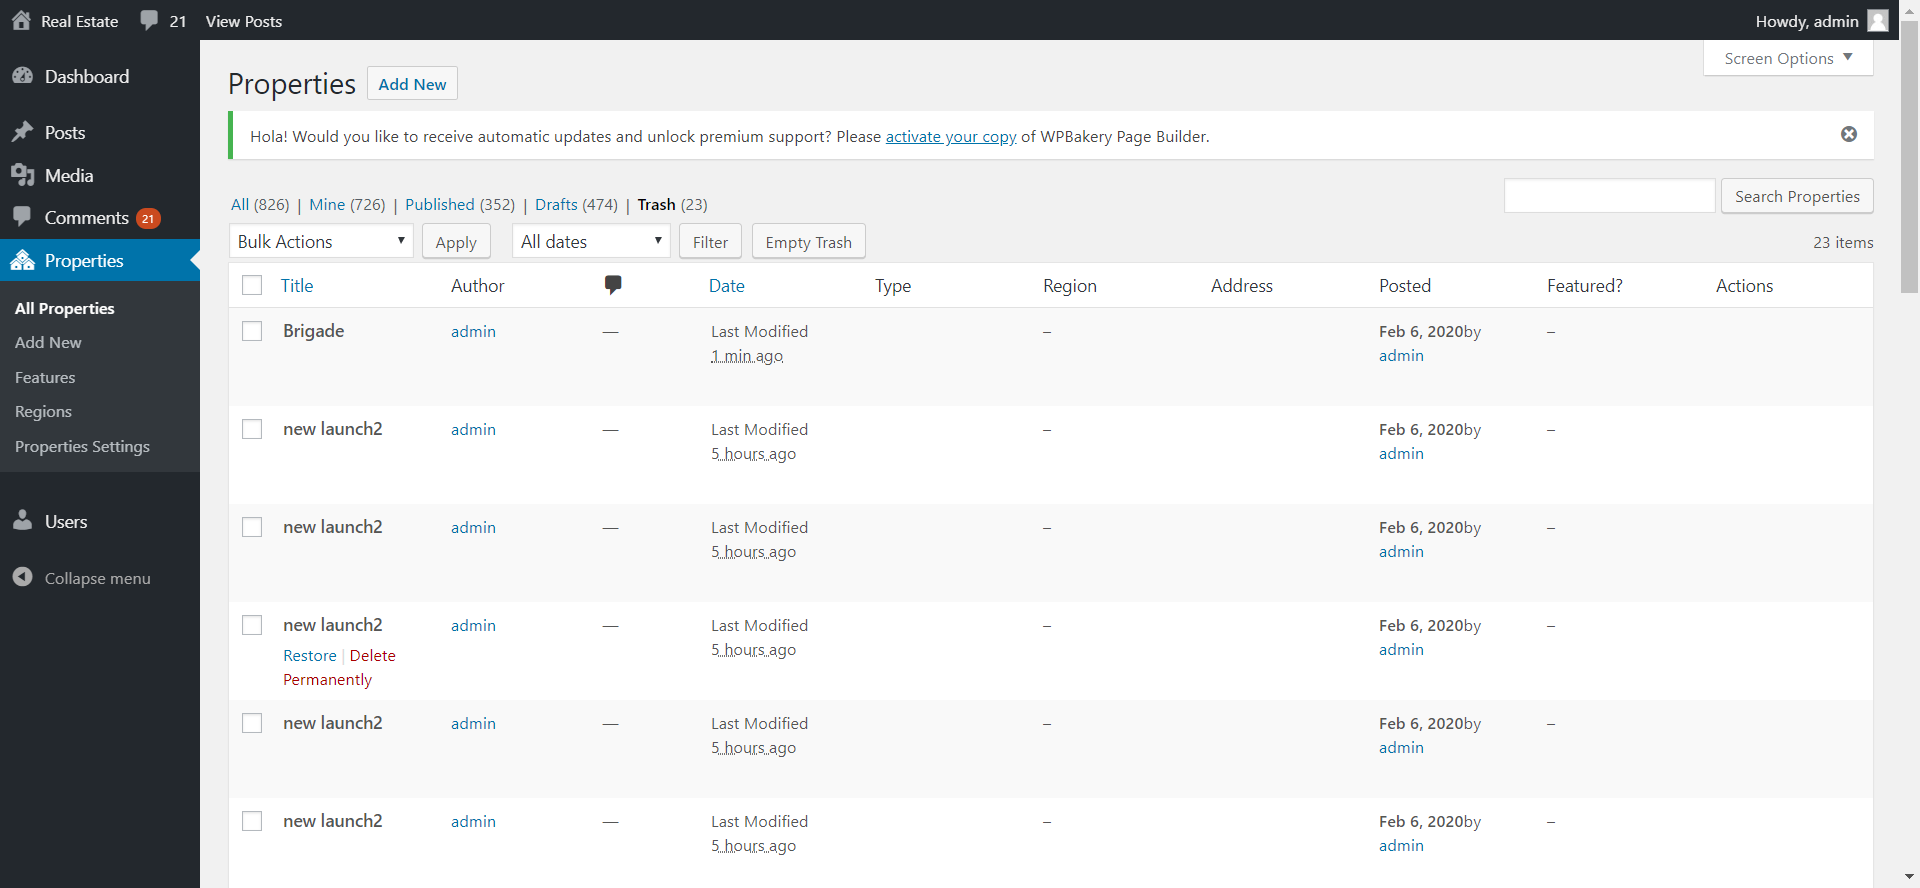 Real Estate 21 View Posts Howdy, admin
Dashboard
Posts
Media
Comments 21
Properties
All Properties
Add New
Features
Regions
Properties Settings
Users
Collapse menu
Screen Options ▼
Properties Add New
Hola! Would you like to receive automatic updates and unlock premium support? Please activate your copy of WPBakery Page Builder.
All (826) | Mine (726) | Published (352) | Drafts (474) | Trash (23)
Search Properties
Bulk Actions Apply All dates Filter Empty Trash 23 items
Title Author Date Type Region Address Posted Featured? Actions
Brigade admin — Last Modified – Feb 6, 2020by –
1 min ago admin
new launch2 admin — Last Modified – Feb 6, 2020by –
5 hours ago admin
new launch2 admin — Last Modified – Feb 6, 2020by –
5 hours ago admin
new launch2 admin — Last Modified – Feb 6, 2020by –
Restore | Delete 5 hours ago admin
Permanently
new launch2 admin — Last Modified – Feb 6, 2020by –
5 hours ago admin
new launch2 admin — Last Modified – Feb 6, 2020by –
5 hours ago admin